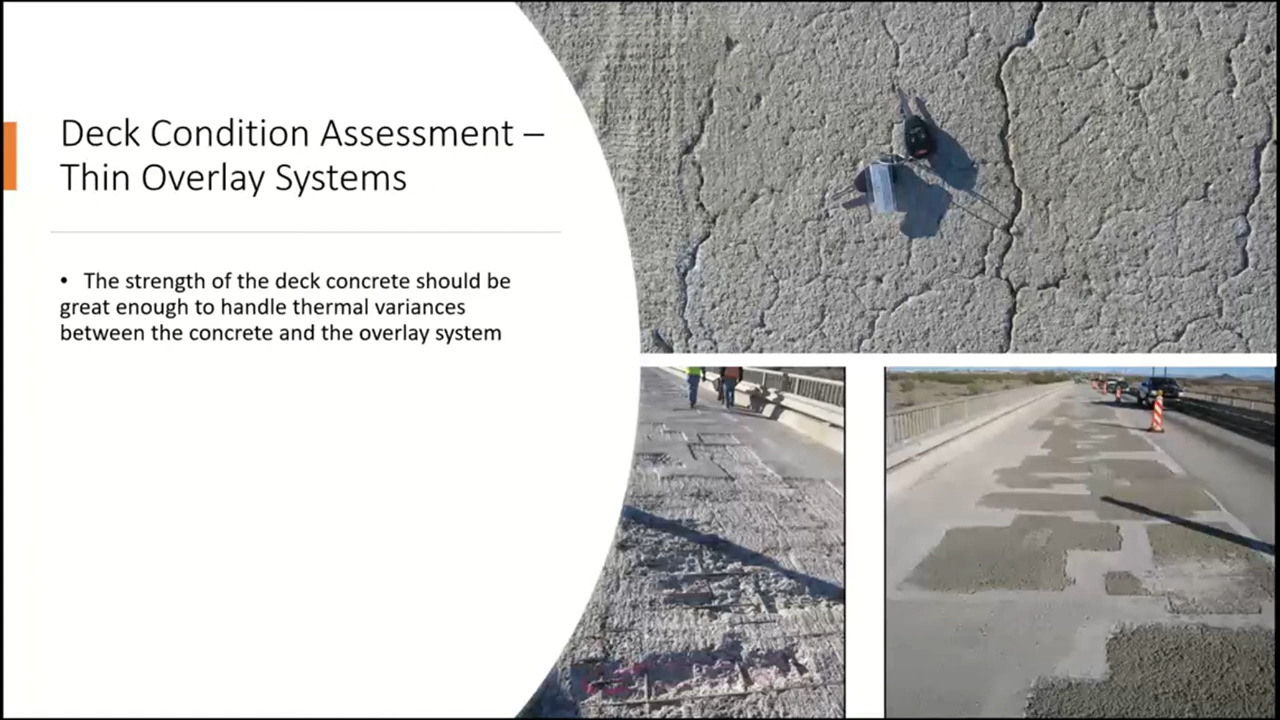 Deck Condition Assessment –
Thin Overlay Systems
• The strength of the deck concrete should be
great enough to handle thermal variances
between the concrete and the overlay system